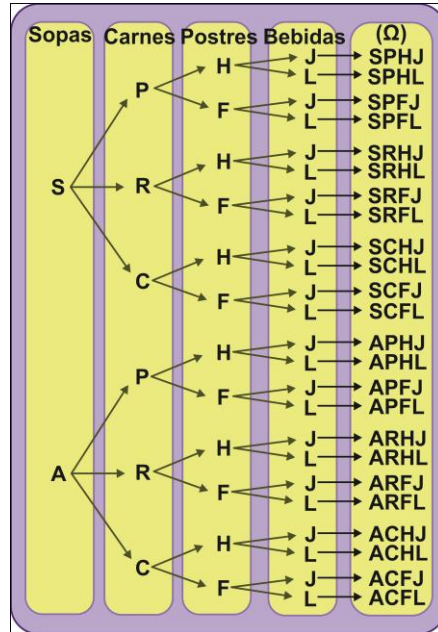 Sopas Carnes Postres Bebidas (Ω)
J SPHJ
H
L SPHL
P
J SPFJ
F
L SPFL
J SRHJ
H
L SRHL
S R
J SRFJ
F
L SRFL
J SCHJ
H
L SCHL
C
J SCFJ
F
L SCFL
J APHJ
H
L APHL
P
J APFJ
F
L APFL
J ARHJ
H
L ARHL
A R
J ARFJ
F
L ARFL
J ACHJ
H
L ACHL
C
J ACFJ
F
L ACFL